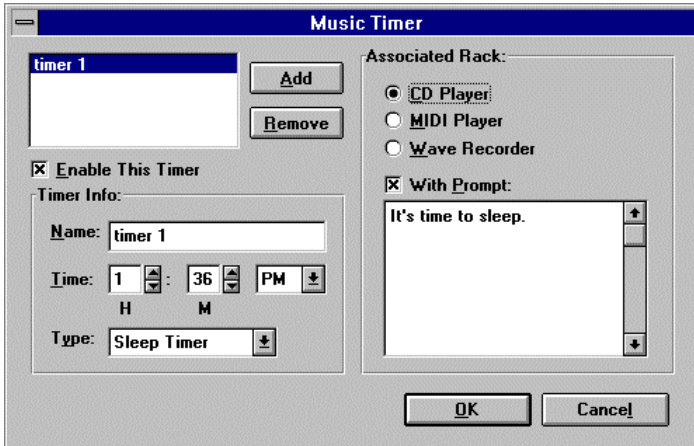 Music Timer
timer 1
Add
Remove
Enable This Timer
Timer Info:
Name: timer 1
Time: 1 : 36 PM
H M
Type: Sleep Timer
Associated Rack:
CD Player
MIDI Player
Wave Recorder
With Prompt:
It's time to sleep.
OK Cancel